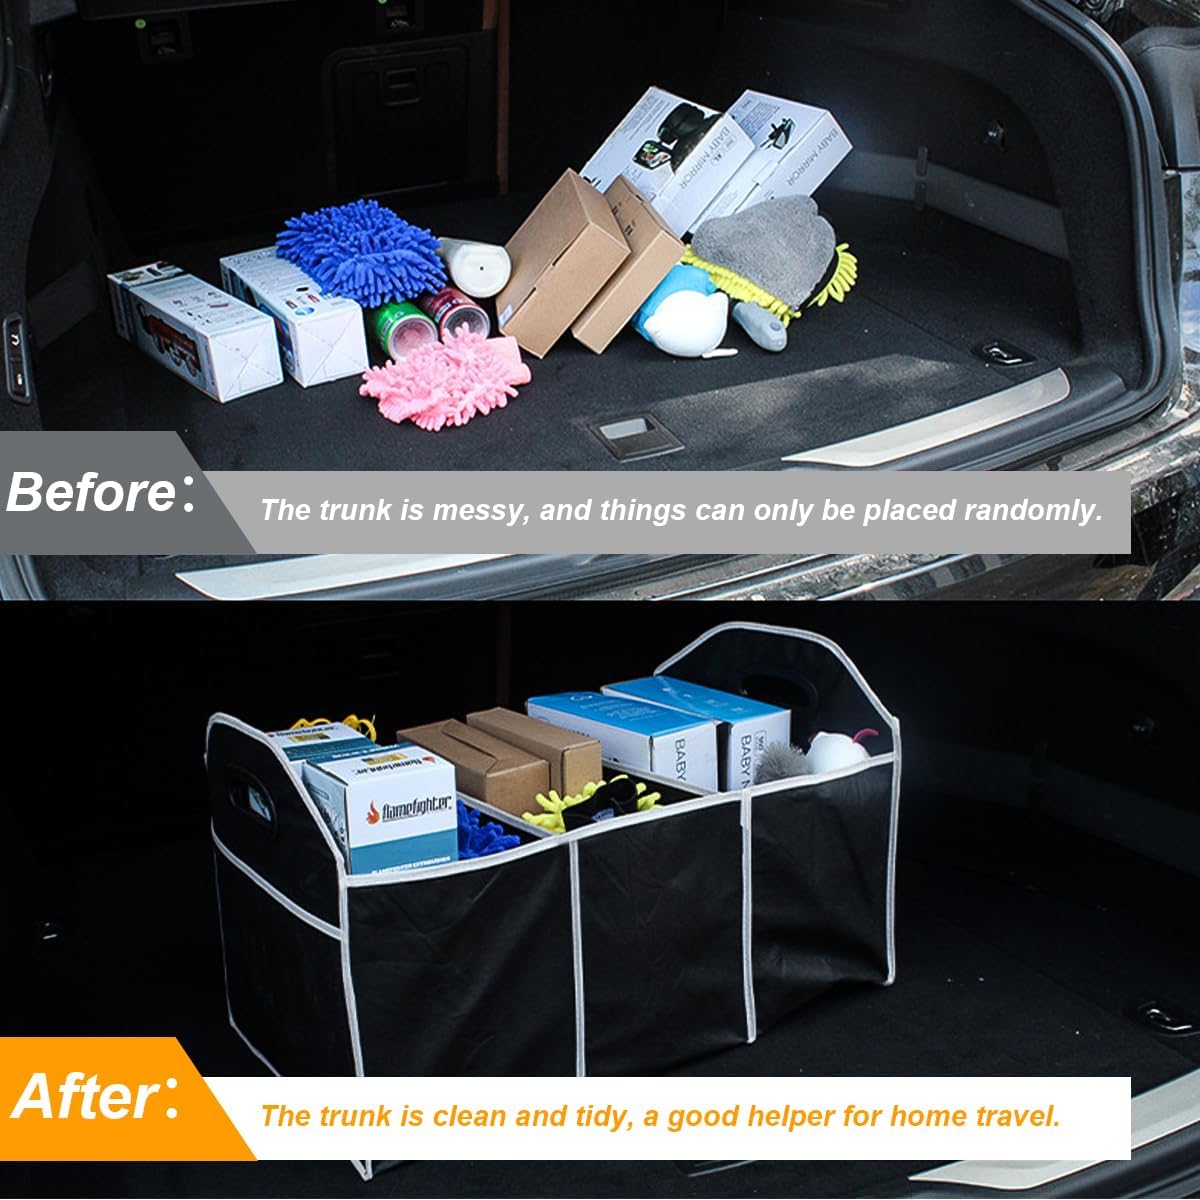 BABY MIRROR
BABY MIRROR
Before:
The trunk is messy, and things can only be placed randomly.
flamefighter
flamefighter
BABY
BABY
After:
The trunk is clean and tidy, a good helper for home travel.